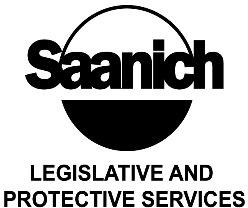 Saanich
LEGISLATIVE AND
PROTECTIVE SERVICES